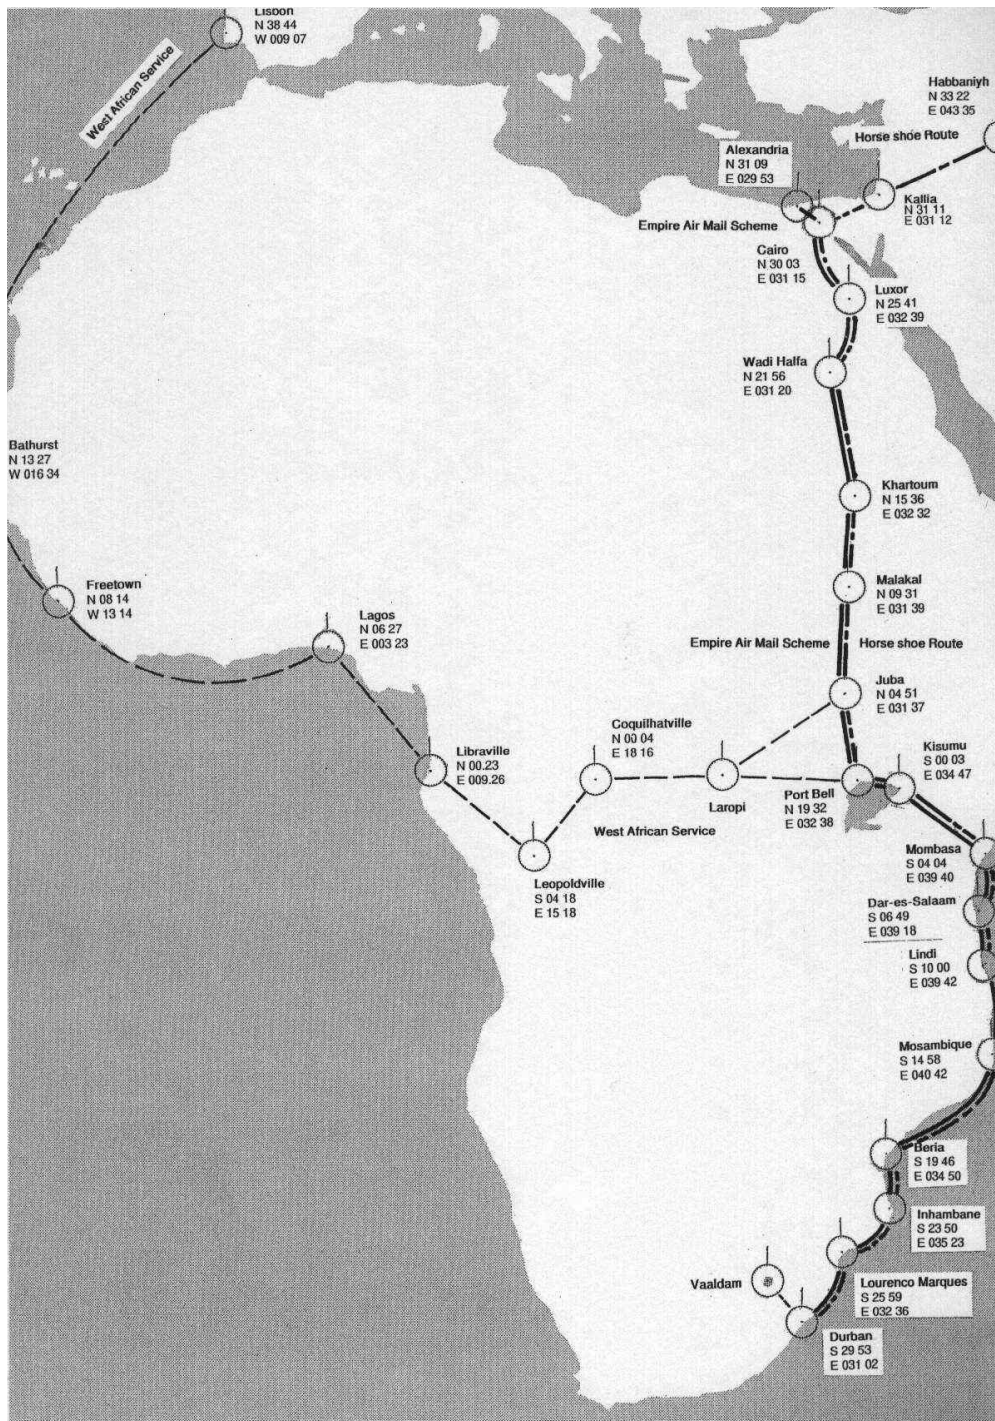 Lisbon
N 38 44
W 009 07
West African Service
Habbaniyh
N 33 22
E 043 35
Horse shoe Route
Alexandria
N 31 09
E 029 53
Kallia
N 31 11
E 031 12
Empire Air Mail Scheme
Cairo
N 30 03
E 031 15
Luxor
N 25 41
E 032 39
Wadi Halfa
N 21 56
E 031 20
Bathurst
N 13 27
W 016 34
Khartoum
N 15 36
E 032 32
Freetown
N 08 14
W 13 14
Malakal
N 09 31
E 031 39
Lagos
N 06 27
E 003 23
Empire Air Mail Scheme
Horse shoe Route
Juba
N 04 51
E 031 37
Coquilhatville
N 00 04
E 18 16
Libraville
N 00.23
E 009.26
Kisumu
S 00 03
E 034 47
Laropi
Port Bell
N 19 32
E 032 38
West African Service
Mombasa
S 04 04
E 039 40
Leopoldville
S 04 18
E 15 18
Dar-es-Salaam
S 06 49
E 039 18
Lindi
S 10 00
E 039 42
Mosambique
S 14 58
E 040 42
Beria
S 19 46
E 034 50
Inhambane
S 23 50
E 035 23
Vaaldam
Lourenco Marques
S 25 59
E 032 36
Durban
S 29 53
E 031 02